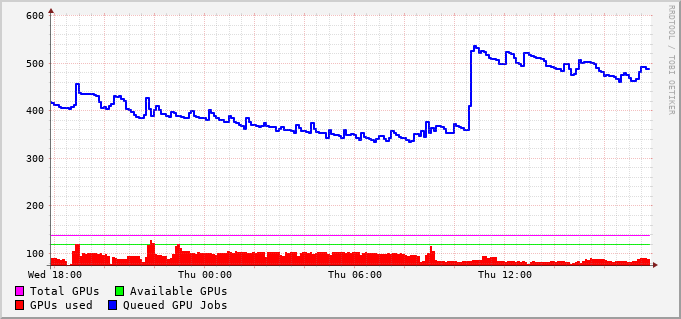 600
500
400
300
200
100
Wed 18:00 Thu 00:00 Thu 06:00 Thu 12:00
Total GPUs Available GPUs
GPUs used Queued GPU Jobs
RRDTOOL / TOBI OETIKER